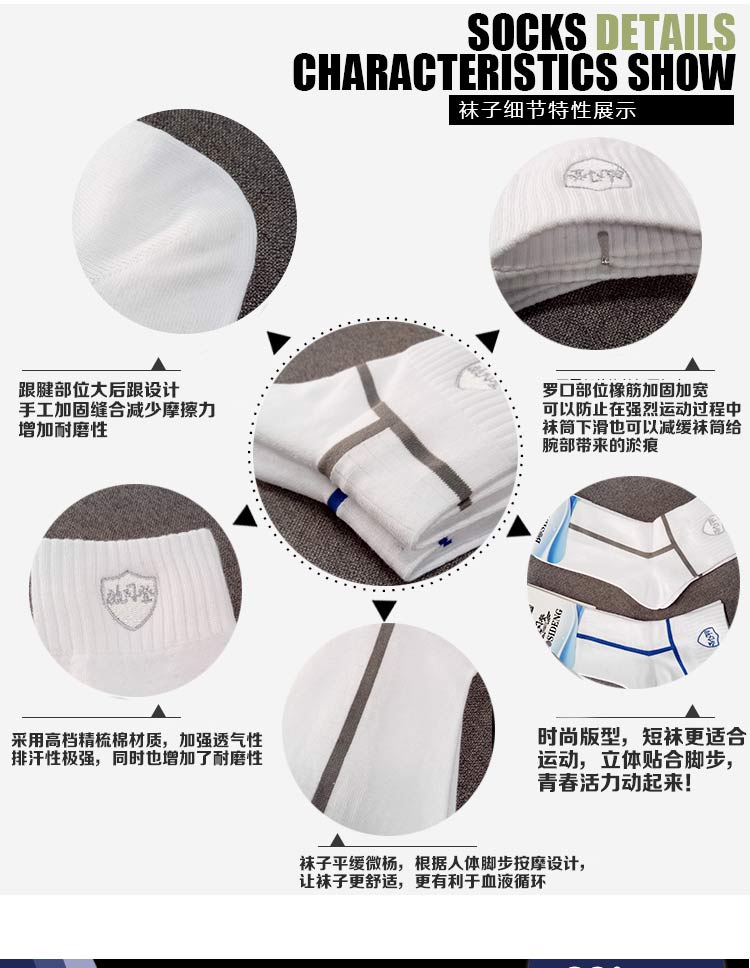 SOCKS DETAILS
CHARACTERISTICS SHOW
袜子细节特性展示
跟腱部位大后跟设计
手工加固缝合减少摩擦力
增加耐磨性
罗口部位橡筋加固加宽
可以防止在强烈运动过程中
袜筒下滑也可以减缓袜筒给
腕部带来的淤痕
SIDENG
采用高档精梳棉材质，加强透气性
排汗性极强，同时也增加了耐磨性
时尚版型，短袜更适合
运动，立体贴合脚步，
青春活力动起来！
袜子平缓微杨，根据人体脚步按摩设计，
让袜子更舒适，更有利于血液循环